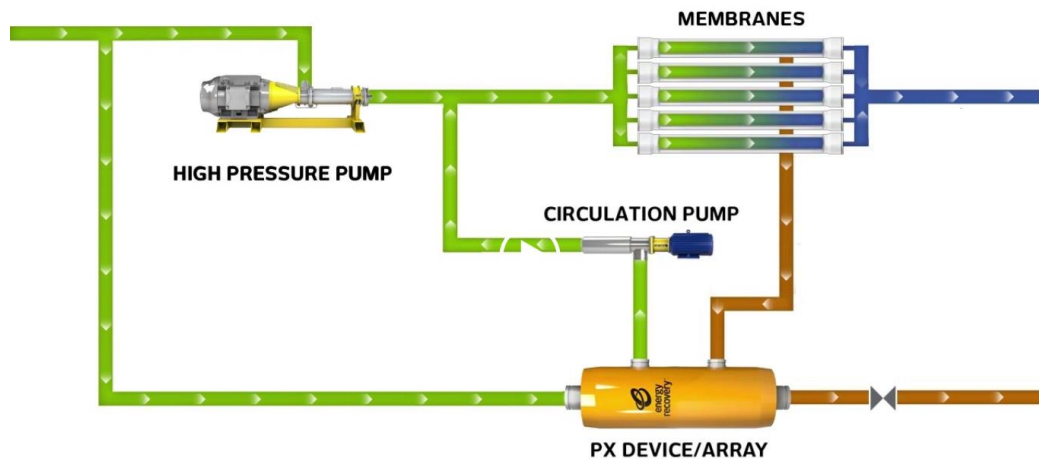 MEMBRANES
HIGH PRESSURE PUMP
CIRCULATION PUMP
energy
recovery
PX DEVICE/ARRAY